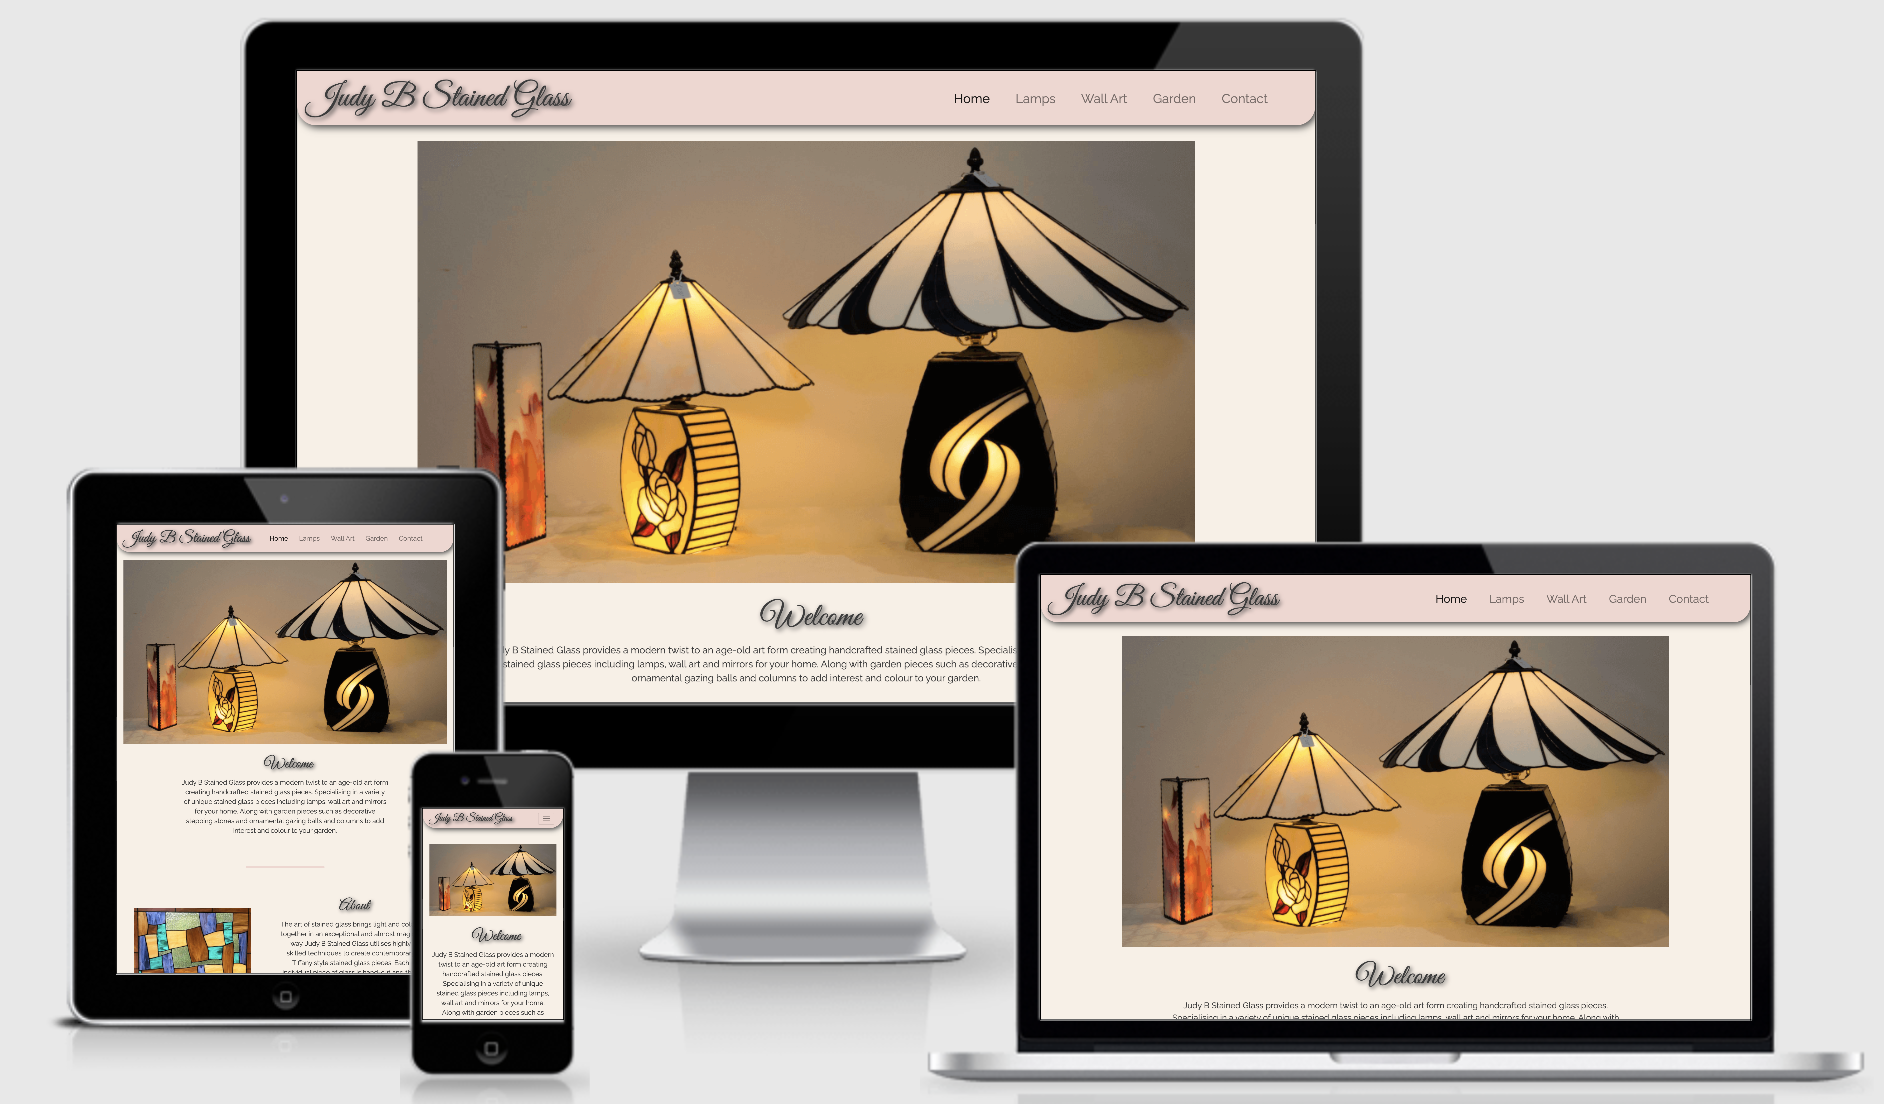 Judy B Stained Glass
Home Lamps Wall Art Garden Contact
Welcome
B Stained Glass provides a modern twist to an age-old art form creating handcrafted stained glass pieces.
stained glass pieces including lamps, wall art and mirrors for your home. Along with garden pieces such as decorative
ornamental gazing balls and columns to add interest and colour to your garden.
Judy B Stained Glass
Home Lamps Wall Art Garden Contact
Welcome
Judy B Stained Glass provides a modern twist to an age-old art form
creating handcrafted stained glass pieces. Specialising in a variety
of unique stained glass pieces including lamps, wall art and mirrors
for your home. Along with garden pieces such as decorative
stepping stones and ornamental gazing balls and columns to add
interest and colour to your garden.
About
The art of stained glass brings light and
together in an exceptional and almost
way Judy B Stained Glass utilises highly
skilled techniques to create
Tiffany style stained glass pieces. Each
individual piece of glass is hand-cut and
Judy B Stained Glass
Welcome
Judy B Stained Glass provides a modern
twist to an age-old art form creating
handcrafted stained glass pieces.
Specialising in a variety of unique
stained glass pieces including lamps,
wall art and mirrors for your home.
Along with garden pieces such as
Judy B Stained Glass
Home Lamps Wall Art Garden Contact
Welcome
Judy B Stained Glass provides a modern twist to an age-old art form creating handcrafted stained glass pieces.
Specialising in a variety of unique stained glass pieces including lamps, wall art and mirrors for your home. Along with